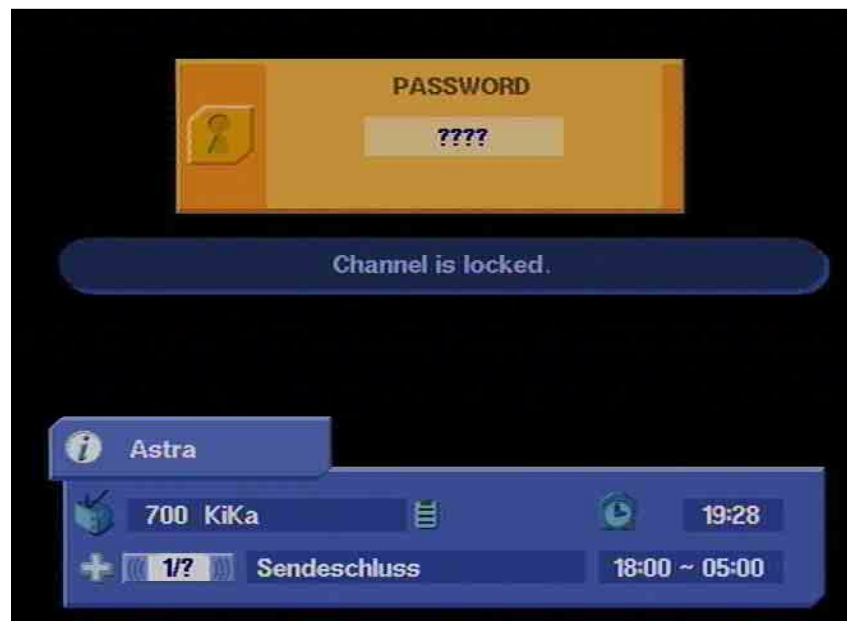 PASSWORD
????
Channel is locked.
i Astra
700 KiKa 19:28
1/? Sendeschluss 18:00 ~ 05:00